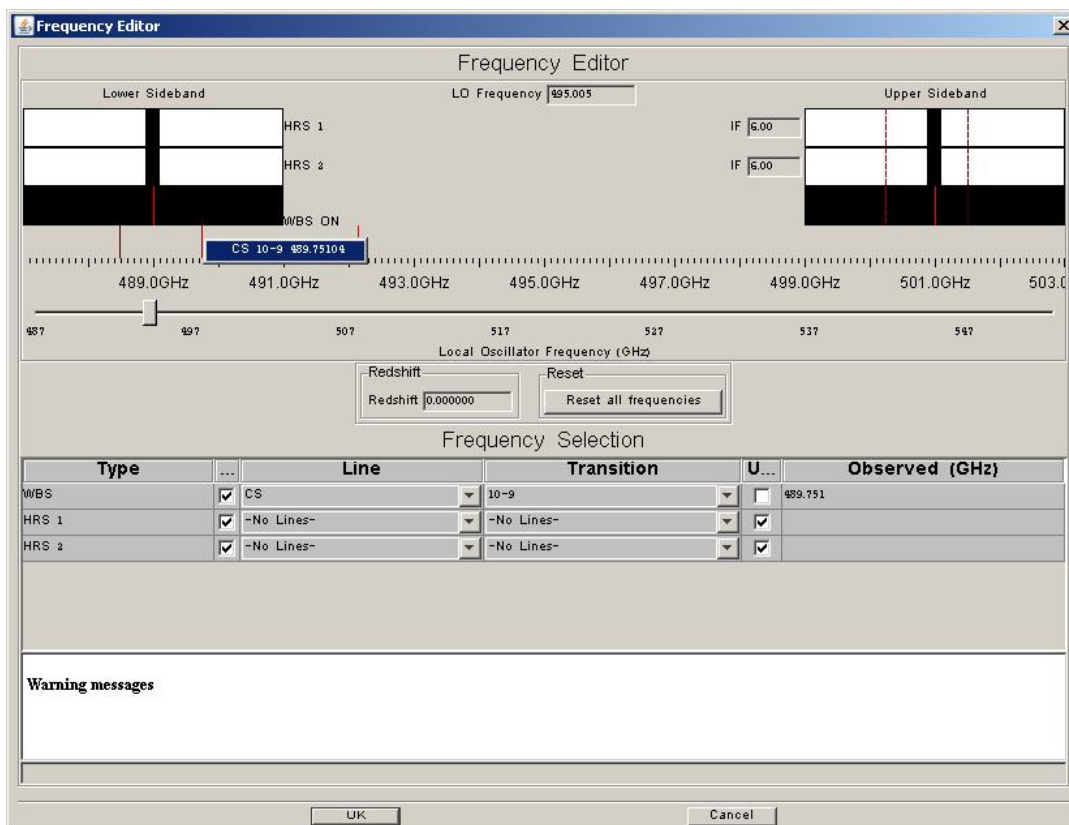 Frequency Editor
Frequency Editor
Lower Sideband LO Frequency 495.005 Upper Sideband
HRS 1 IF 6.00
HRS 2 IF 6.00
WBS ON
CS 10-9 489.75104
489.0GHz 491.0GHz 493.0GHz 495.0GHz 497.0GHz 499.0GHz 501.0GHz 503.0
487 497 507 517 527 537 547
Local Oscillator Frequency (GHz)
Redshift Reset
Redshift 0.000000 Reset all frequencies
Frequency Selection
Type ... Line Transition U... Observed (GHz)
WBS CS 10-9 489.751
HRS 1 -No Lines- -No Lines-
HRS 2 -No Lines- -No Lines-
Warning messages
OK Cancel